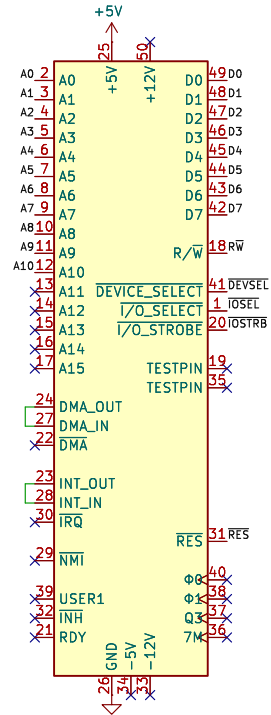 +5V
25
50
+5V
+12V
A0 2 A0 D0 49 D0
A1 3 A1 D1 48 D1
A2 4 A2 D2 47 D2
A3 5 A3 D3 46 D3
A4 6 A4 D4 45 D4
A5 7 A5 D5 44 D5
A6 8 A6 D6 43 D6
A7 9 A7 D7 42 D7
A8 10 A8
A9 11 A9 R/W 18 RW
A10 12 A10
13 A11 DEVICE_SELECT 41 DEVSEL
14 A12 I/O_SELECT 1 IOSEL
15 A13 I/O_STROBE 20 IOSTRB
16 A14
17 A15 TESTPIN 19
TESTPIN 35
24 DMA_OUT
27 DMA_IN
22 DMA
23 INT_OUT
28 INT_IN
30 IRQ
RES 31 RES
29 NMI
Φ0 40
39 USER1 Φ1 38
32 INH Q3 37
21 RDY 7M 36
GND
-5V
-12V
26
34
33